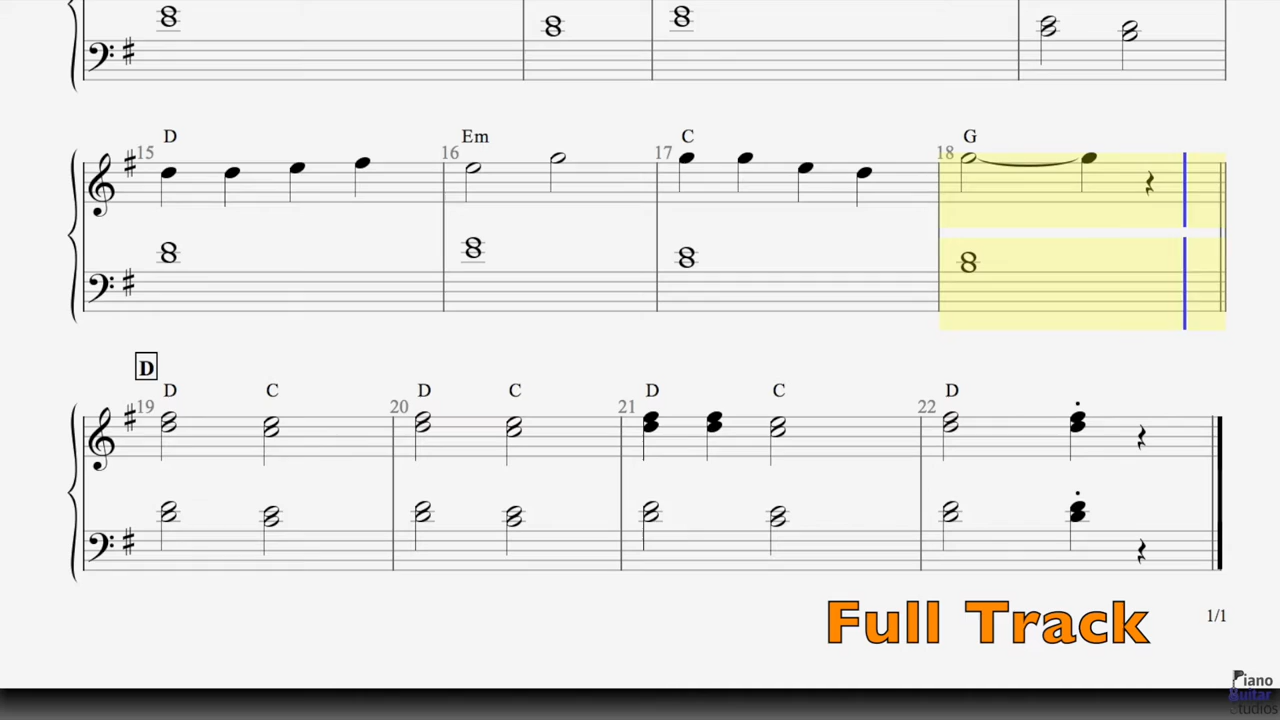 D Em C G
15 16 17 18
D
D C D C D C D
19 20 21 22
Full Track
1/1
Piano
Guitar
Studios